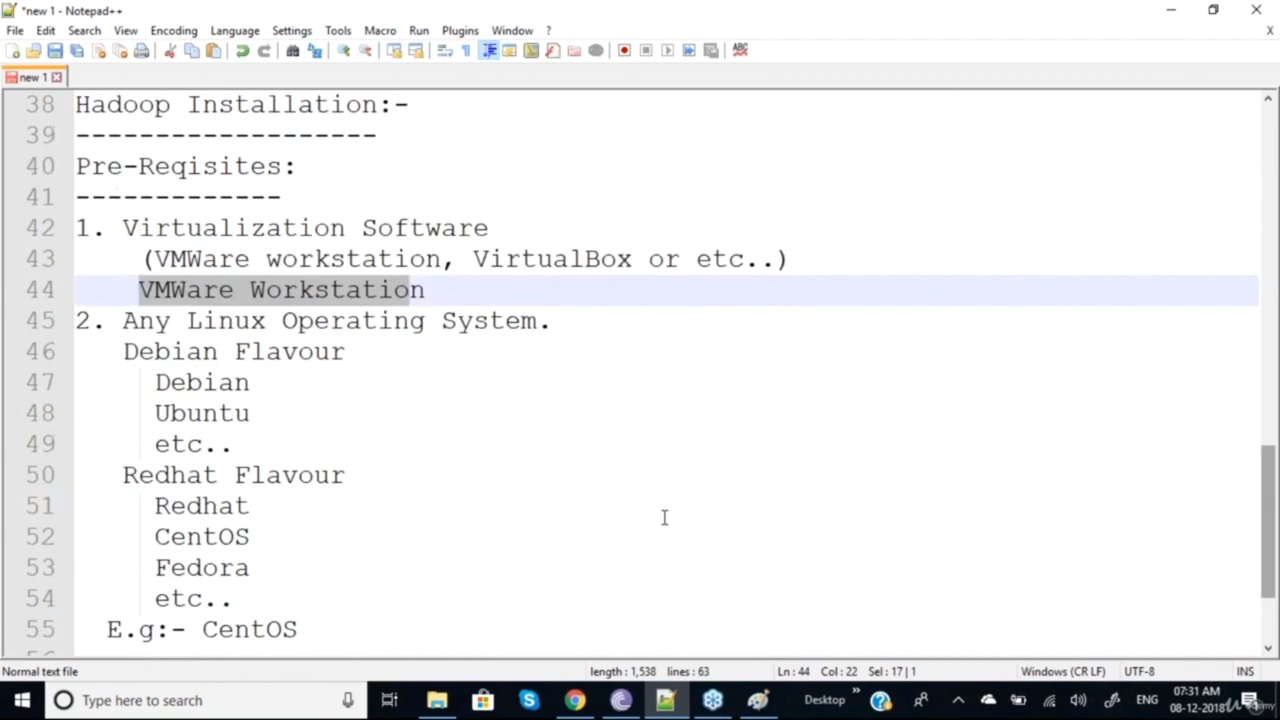 *new 1 - Notepad++
File Edit Search View Encoding Language Settings Tools Macro Run Plugins Window ? X
ABC
new 1
38 Hadoop Installation:-
39 -------------------
40 Pre-Reqisites:
41 -------------
42 1. Virtualization Software
43 (VMWare workstation, VirtualBox or etc..)
44 VMWare Workstation
45 2. Any Linux Operating System.
46 Debian Flavour
47 Debian
48 Ubuntu
49 etc..
50 Redhat Flavour
51 Redhat
52 CentOS
53 Fedora
54 etc..
55 E.g:- CentOS
Normal text file length : 1,538 lines : 63 Ln : 44 Col : 22 Sel : 17 | 1 Windows (CR LF) UTF-8 INS
Type here to search Desktop ENG 07:31 AM
08-12-2018